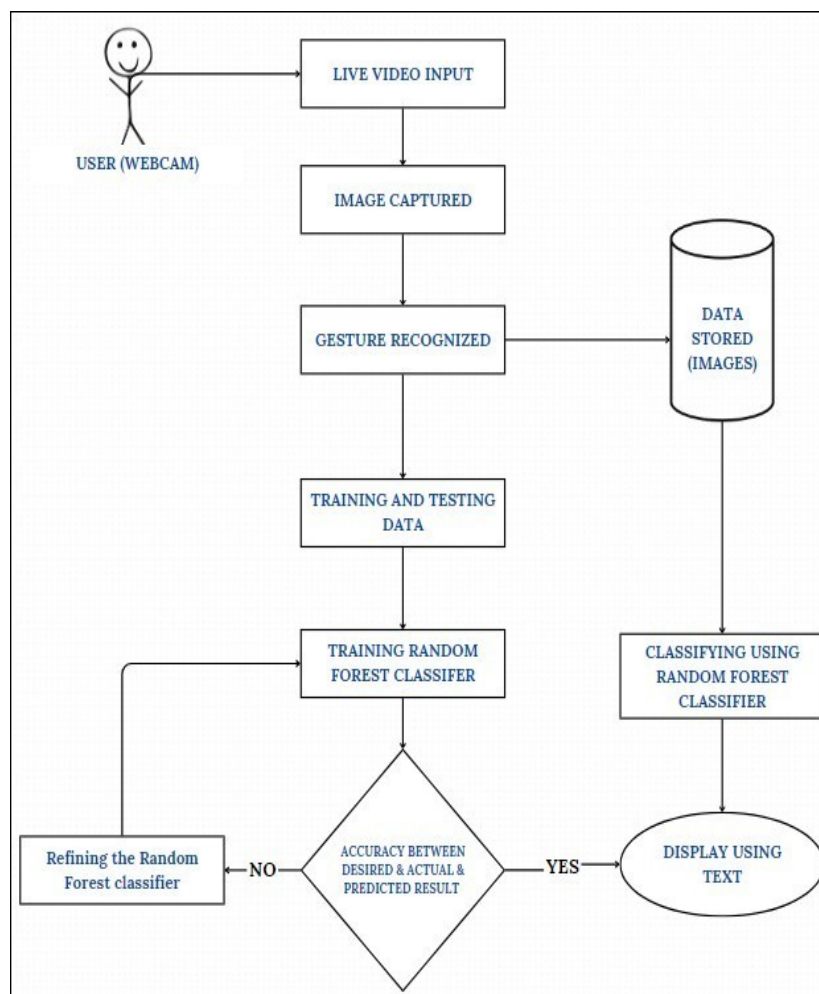 LIVE VIDEO INPUT
USER (WEBCAM)
IMAGE CAPTURED
GESTURE RECOGNIZED
DATA
STORED
(IMAGES)
TRAINING AND TESTING
DATA
TRAINING RANDOM
FOREST CLASSIFER
CLASSIFYING USING
RANDOM FOREST
CLASSIFIER
ACCURACY BETWEEN
DESIRED & ACTUAL &
PREDICTED RESULT
NO
Refining the Random
Forest classifier
YES
DISPLAY USING
TEXT